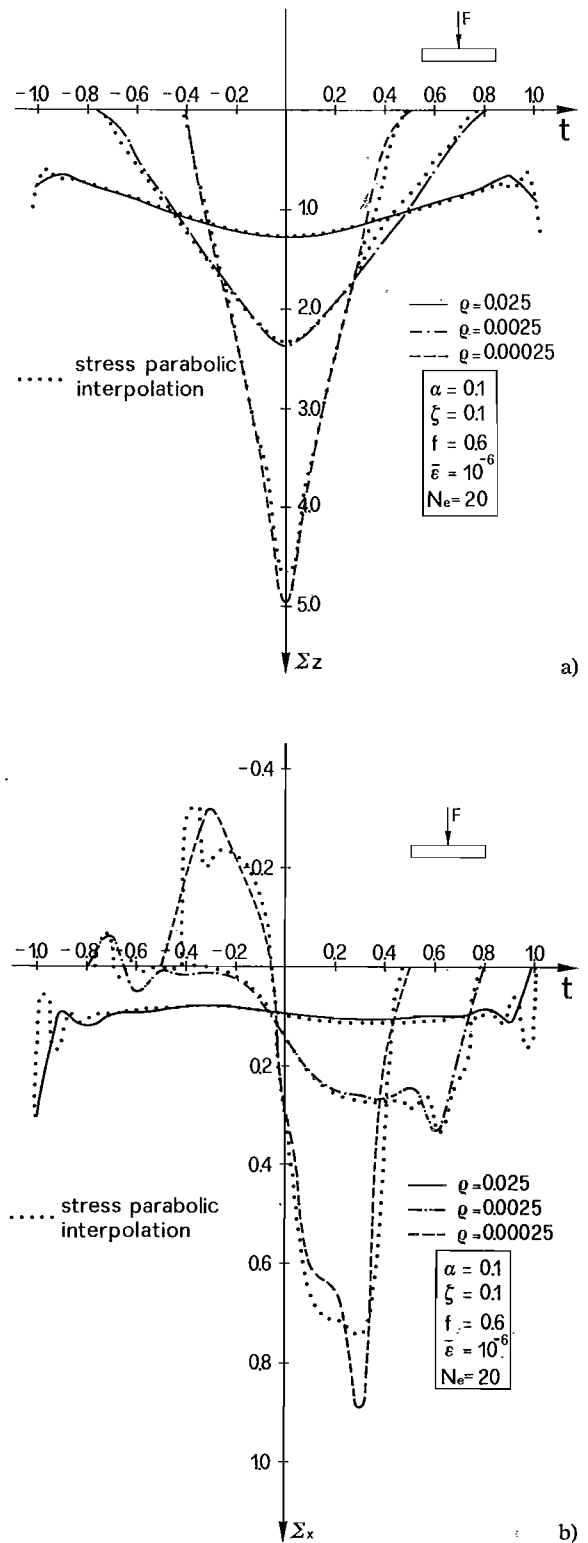 F
-1.0 -0.8 -0.6 -0.4 -0.2 0.2 0.4 0.6 0.8 1.0
t
1.0
2.0
ϱ = 0.025
ϱ = 0.0025
ϱ = 0.00025
stress parabolic
interpolation
3.0
α = 0.1
ζ = 0.1
f = 0.6
ε̄ = 10⁻⁶
Ne = 20
4.0
5.0
Σz
a)
-0.4
F
-0.2
-1.0 -0.8 -0.6 -0.4 -0.2 0.2 0.4 0.6 0.8 1.0
t
0.2
0.4
stress parabolic
interpolation
ϱ = 0.025
ϱ = 0.0025
ϱ = 0.00025
0.6
α = 0.1
ζ = 0.1
f = 0.6
ε̄ = 10⁻⁶
Ne = 20
0.8
1.0
Σx
b)